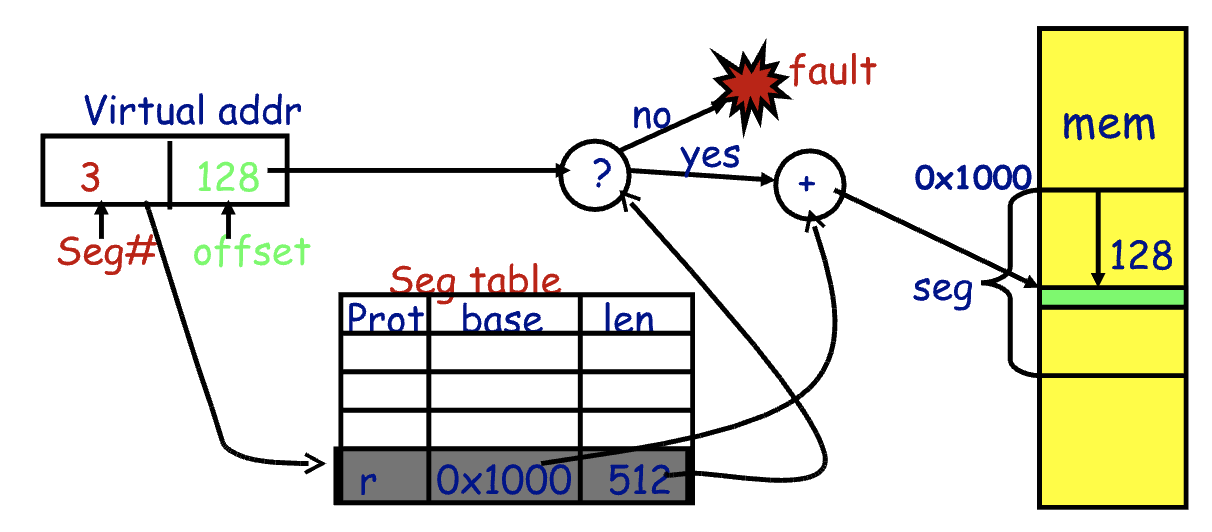 fault
Virtual addr
no
mem
yes
3 128
?
+
0x1000
Seg# offset
128
Seg table
seg
Prot base len
r 0x1000 512